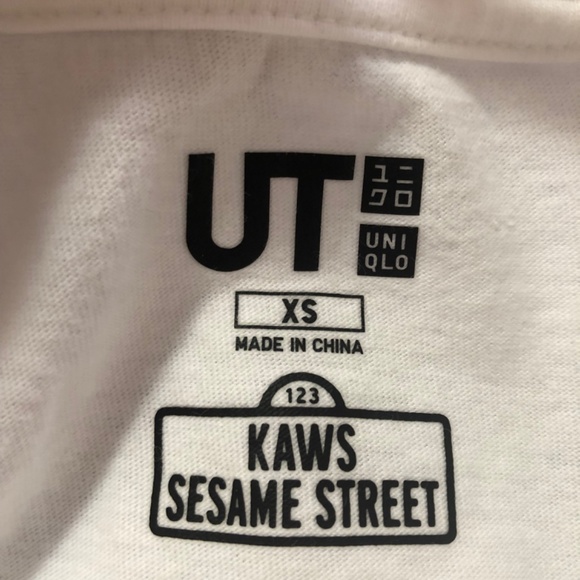 UT
ユニ
クロ
UNI
QLO
XS
MADE IN CHINA
123
KAWS
SESAME STREET